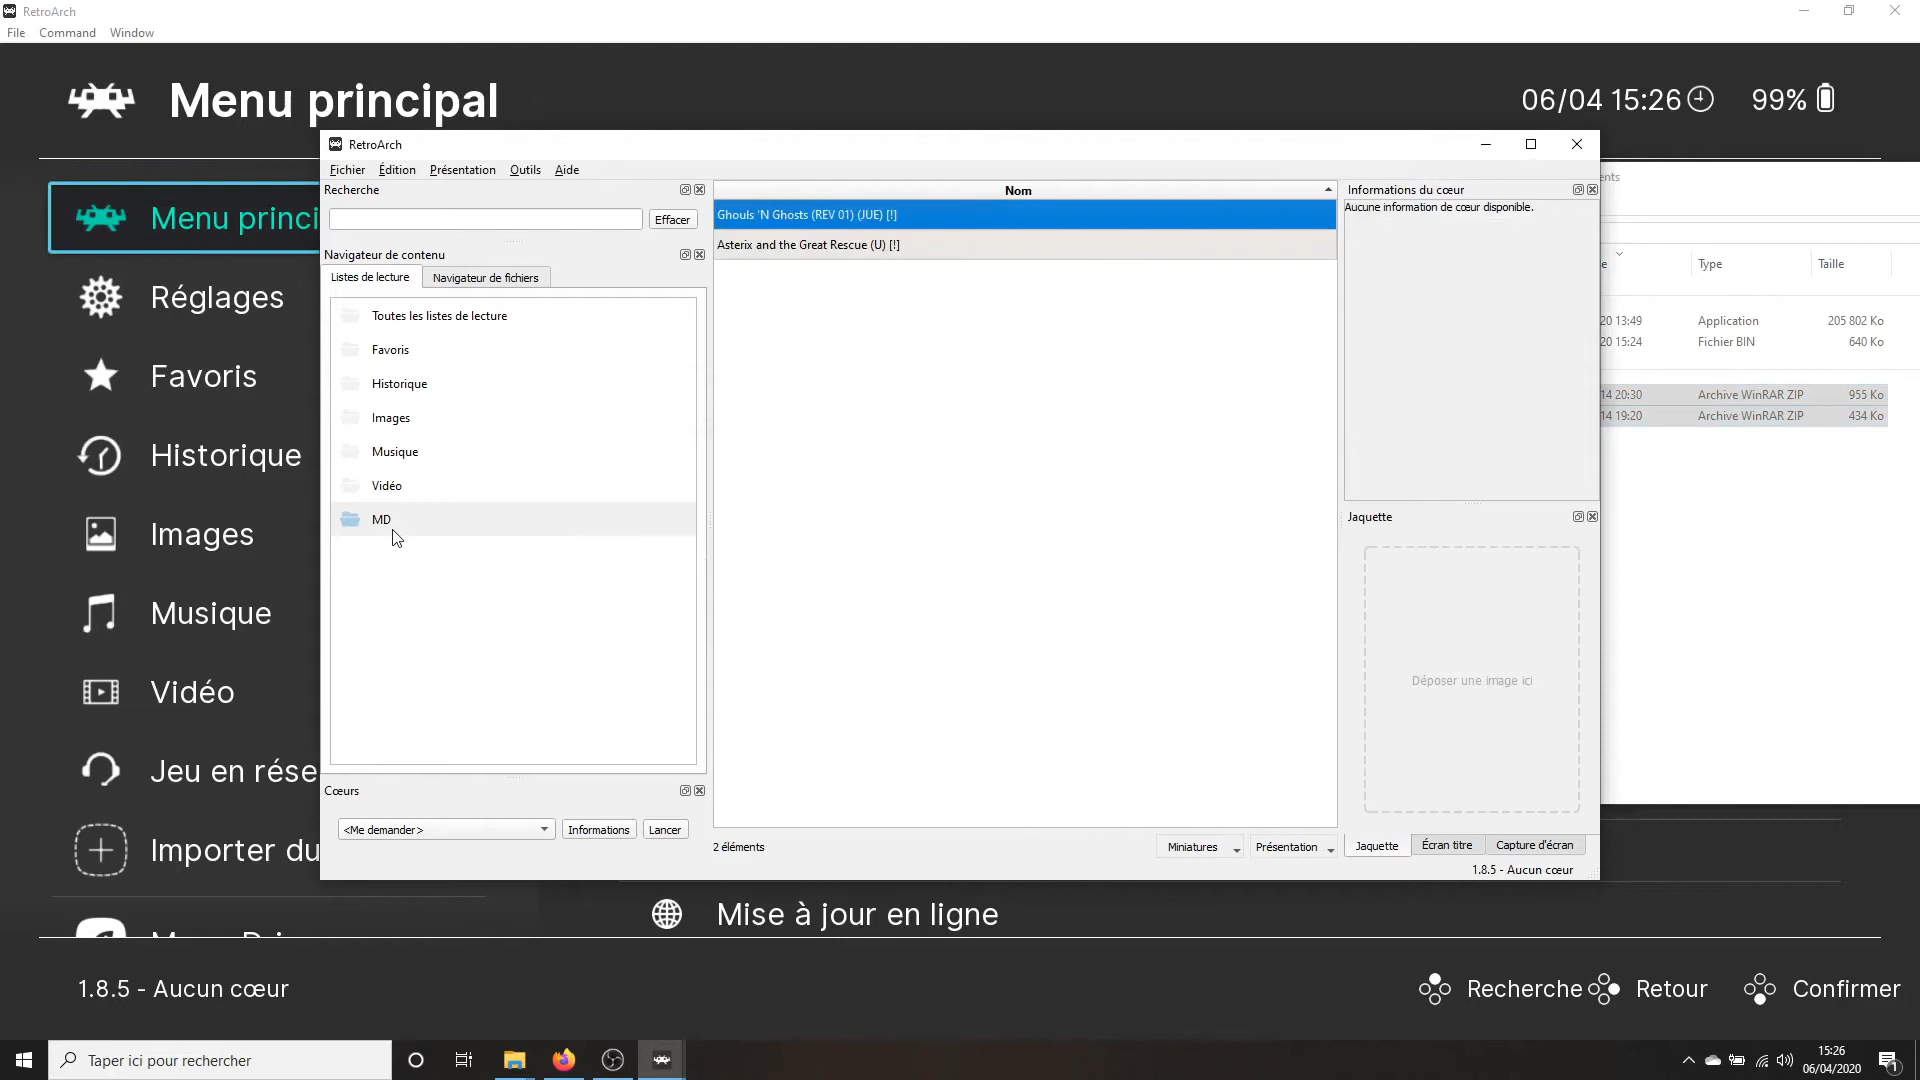 RetroArch
File Command Window
Menu principal
06/04 15:26 99%
RetroArch
Fichier Édition Présentation Outils Aide
Recherche
Effacer
Navigateur de contenu
Listes de lecture Navigateur de fichiers
Toutes les listes de lecture
Favoris
Historique
Images
Musique
Vidéo
MD
Cœurs
<Me demander> Informations Lancer
Nom
Ghouls 'N Ghosts (REV 01) (JUE) [!]
Asterix and the Great Rescue (U) [!]
2 éléments
Miniatures Présentation
Informations du cœur
Aucune information de cœur disponible.
Jaquette
Déposer une image ici
Jaquette Écran titre Capture d'écran
1.8.5 - Aucun cœur
Menu princi
Réglages
Favoris
Historique
Images
Musique
Vidéo
Jeu en rése
Importer du
ents
e Type Taille
20 13:49 Application 205 802 Ko
20 15:24 Fichier BIN 640 Ko
14 20:30 Archive WinRAR ZIP 955 Ko
14 19:20 Archive WinRAR ZIP 434 Ko
Mise à jour en ligne
1.8.5 - Aucun cœur
Recherche Retour Confirmer
Taper ici pour rechercher
15:26
06/04/2020
1